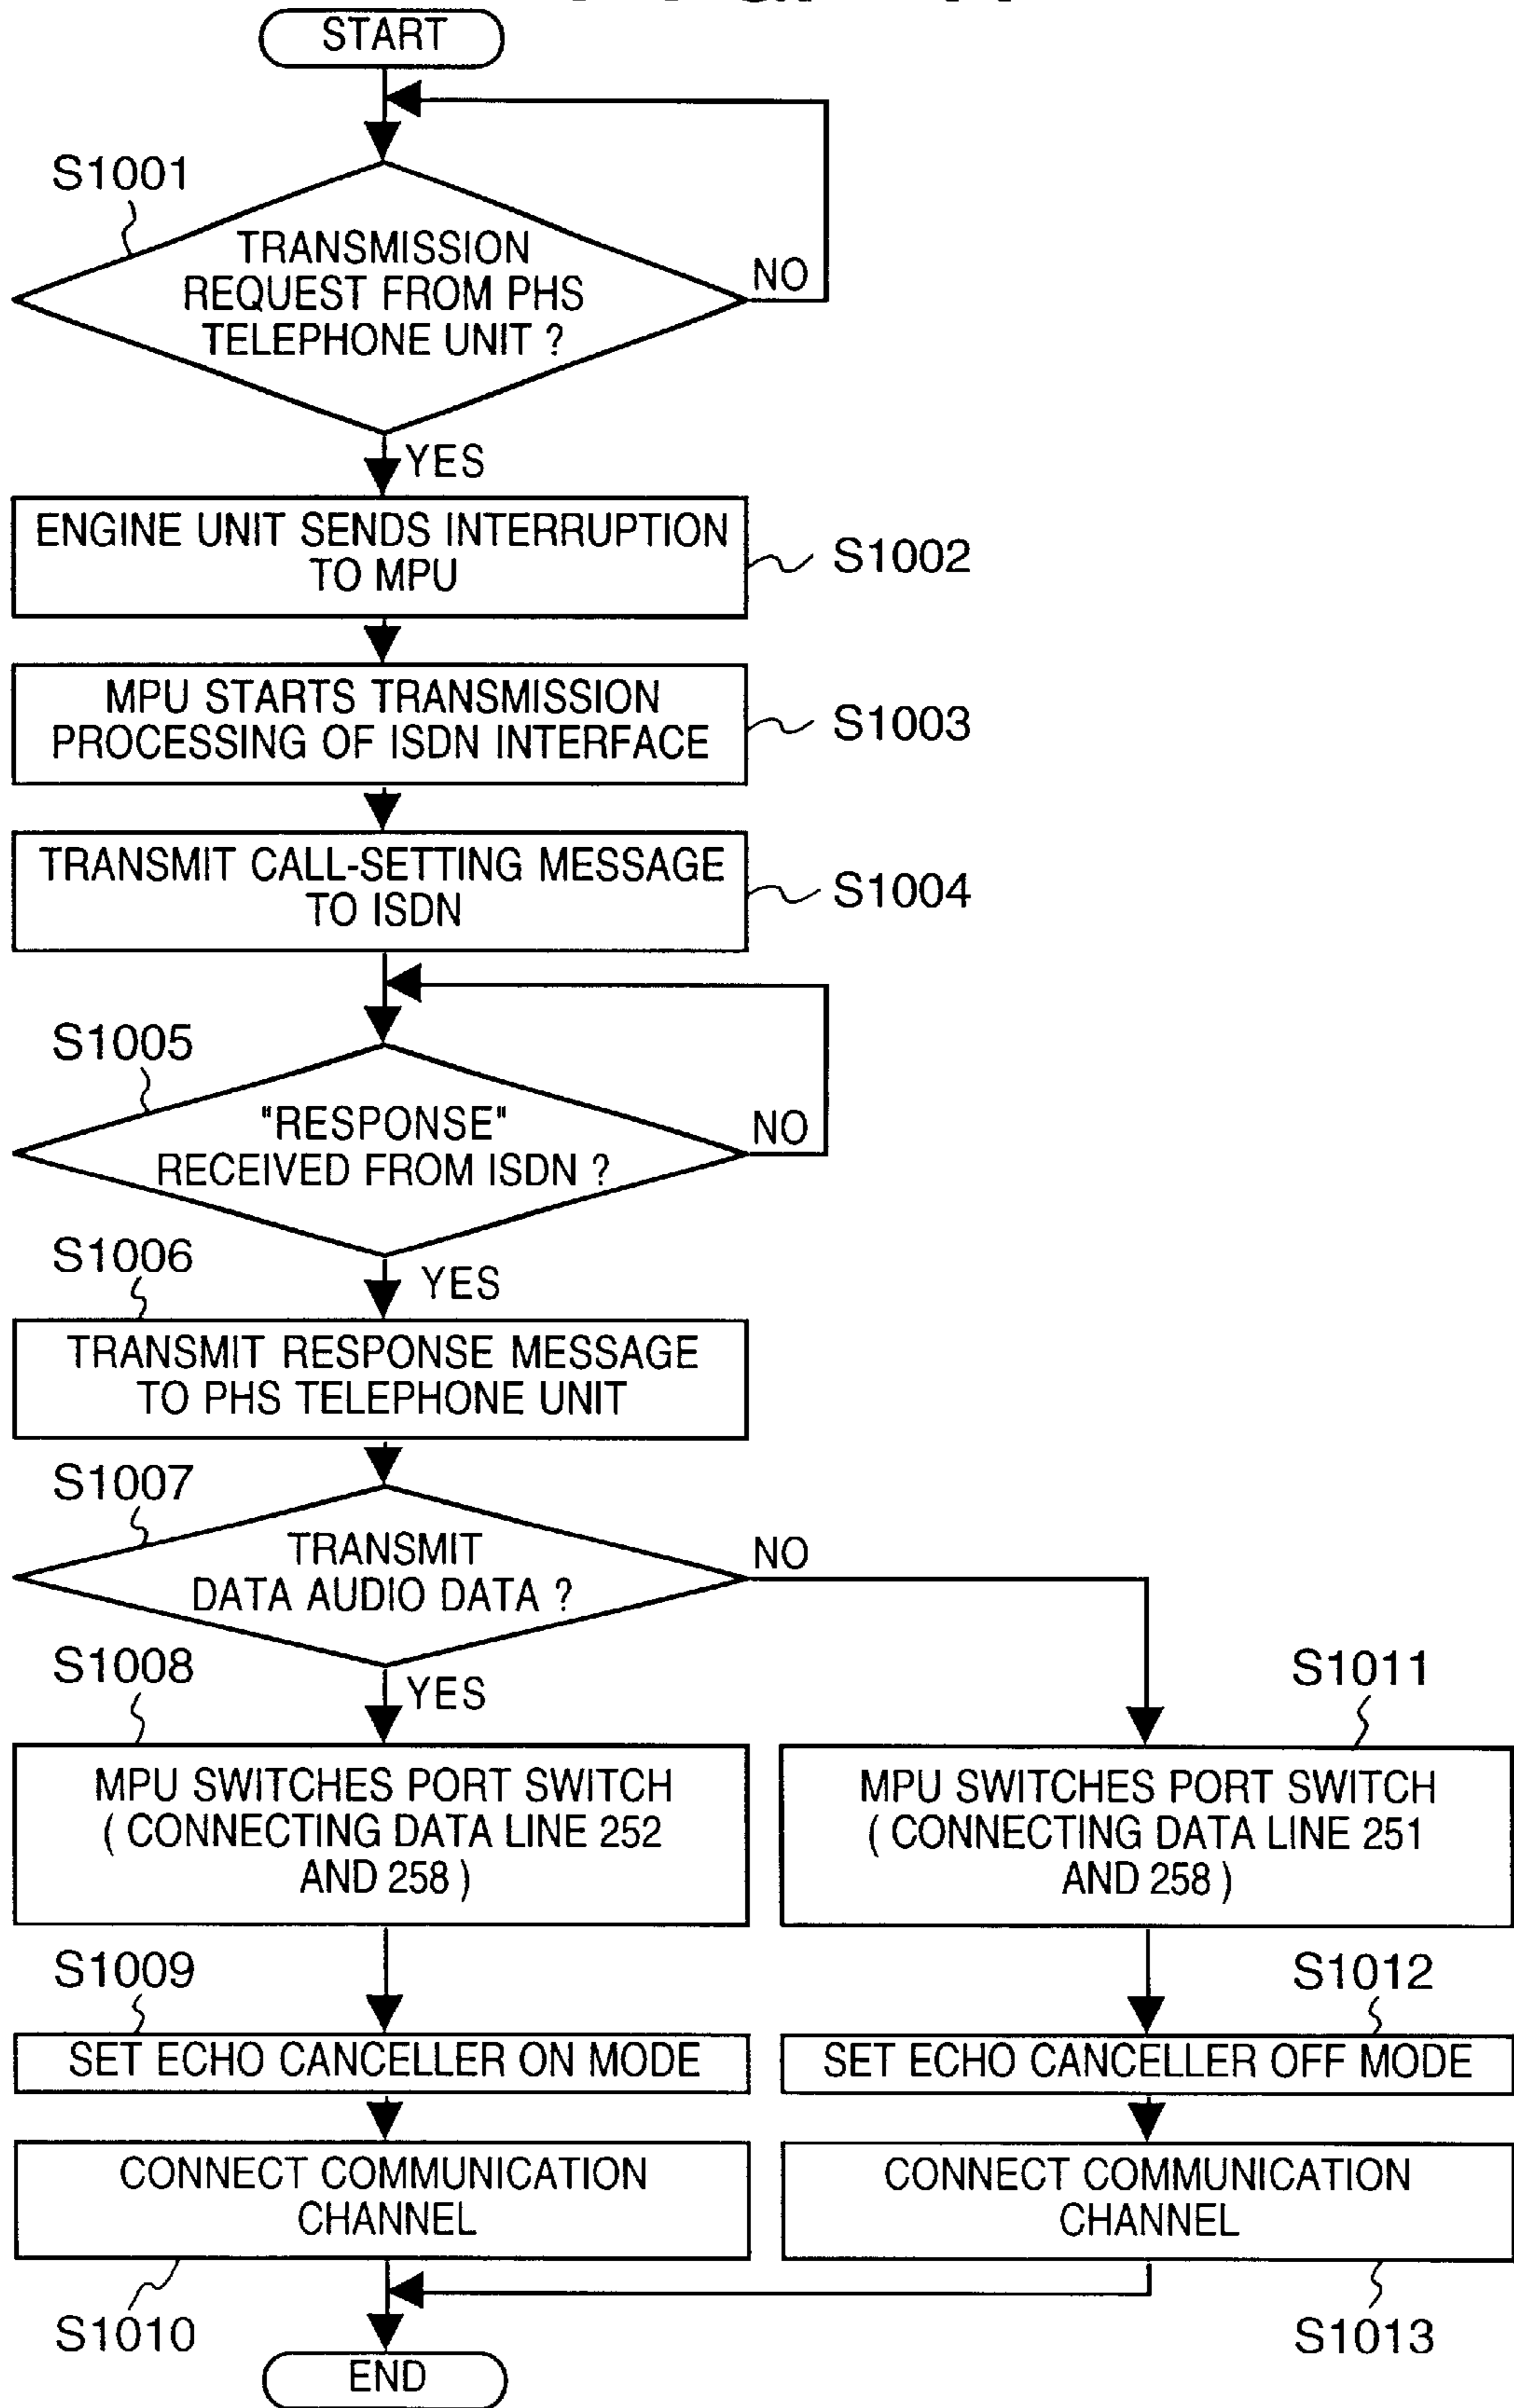 START
S1001
TRANSMISSION
REQUEST FROM PHS
TELEPHONE UNIT ?
NO
YES
ENGINE UNIT SENDS INTERRUPTION
TO MPU
S1002
MPU STARTS TRANSMISSION
PROCESSING OF ISDN INTERFACE
S1003
TRANSMIT CALL-SETTING MESSAGE
TO ISDN
S1004
S1005
"RESPONSE"
RECEIVED FROM ISDN ?
NO
YES
S1006
TRANSMIT RESPONSE MESSAGE
TO PHS TELEPHONE UNIT
S1007
TRANSMIT
DATA AUDIO DATA ?
NO
YES
S1008
MPU SWITCHES PORT SWITCH
( CONNECTING DATA LINE 252
AND 258 )
S1011
MPU SWITCHES PORT SWITCH
( CONNECTING DATA LINE 251
AND 258 )
S1009
SET ECHO CANCELLER ON MODE
S1012
SET ECHO CANCELLER OFF MODE
CONNECT COMMUNICATION
CHANNEL
S1010
CONNECT COMMUNICATION
CHANNEL
S1013
END